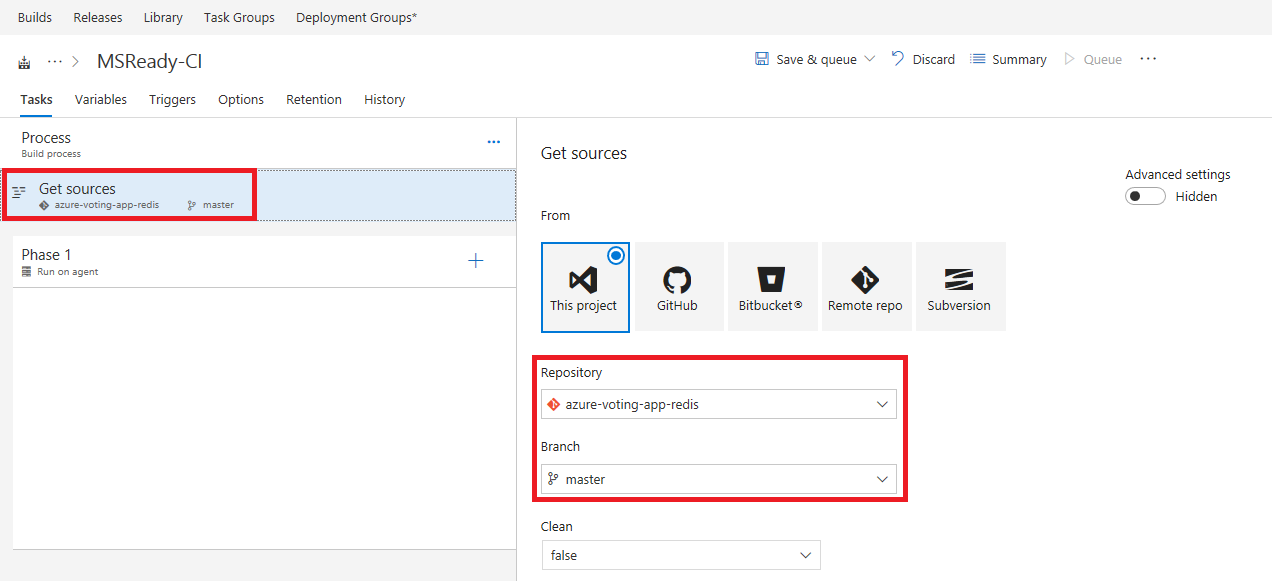 Builds Releases Library Task Groups Deployment Groups*
··· > MSReady-CI
Save & queue Discard Summary Queue ···
Tasks Variables Triggers Options Retention History
Process
Build process
···
Get sources
azure-voting-app-redis master
Phase 1
Run on agent
Get sources
Advanced settings
Hidden
From
This project GitHub Bitbucket® Remote repo Subversion
Repository
azure-voting-app-redis
Branch
master
Clean
false